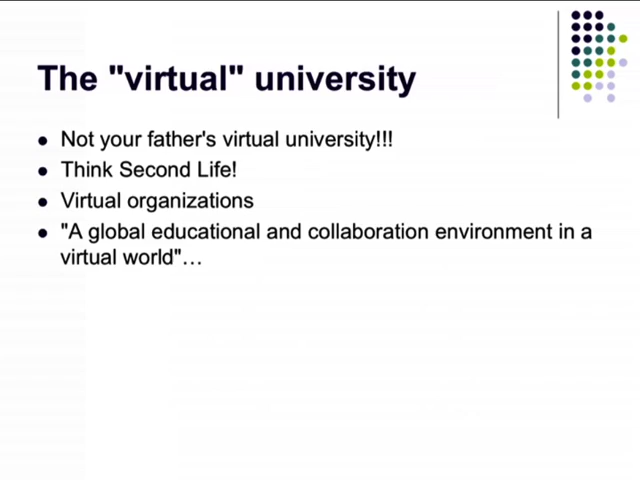 The "virtual" university
● Not your father's virtual university!!!
● Think Second Life!
● Virtual organizations
● "A global educational and collaboration environment in a
virtual world"...